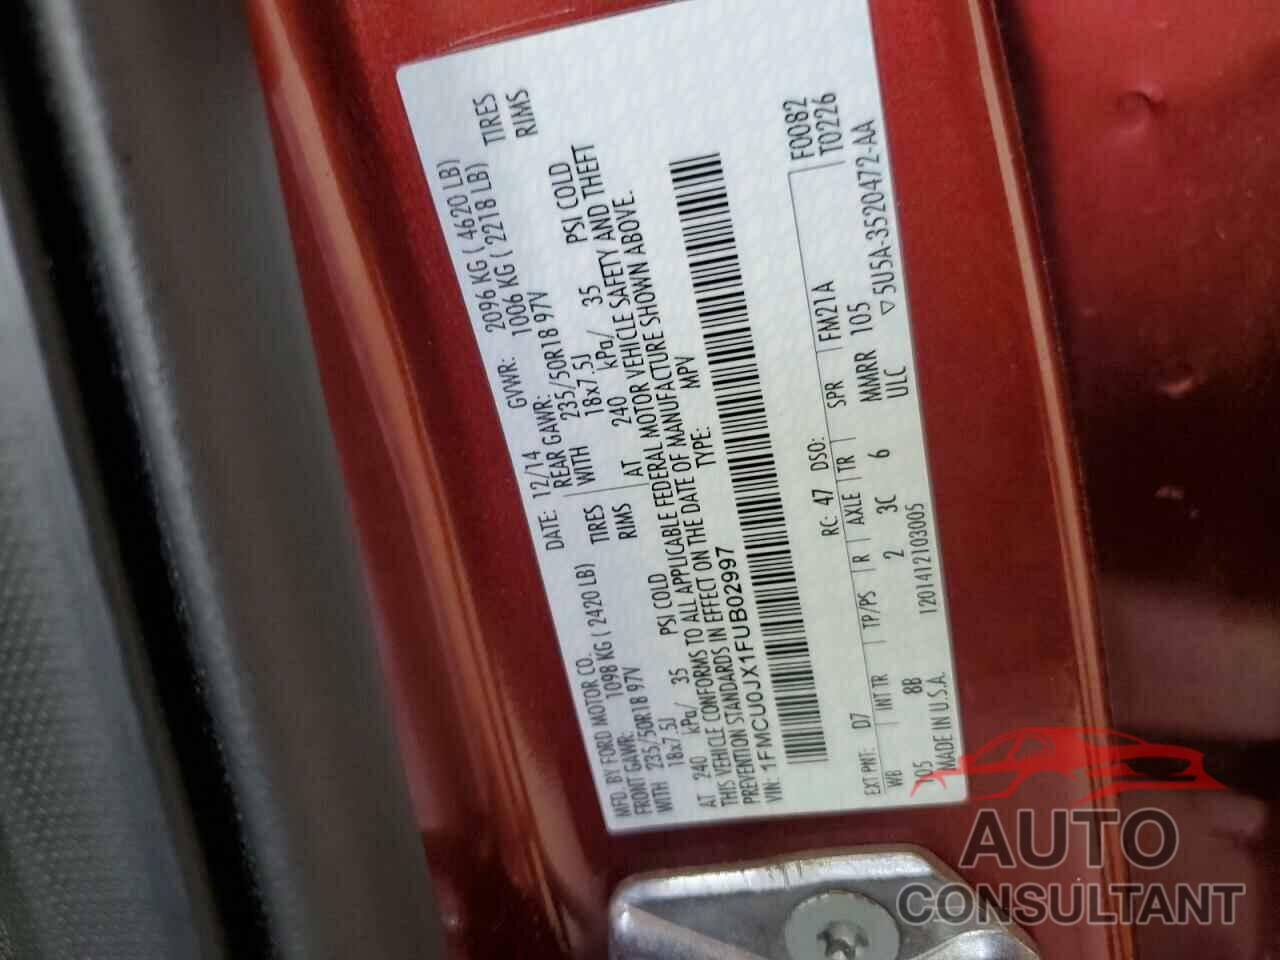 MFD. BY FORD MOTOR CO.
DATE: 12/14 GVWR: 2096 KG ( 4620 LB)
FRONT GAWR: 1098 KG ( 2420 LB) REAR GAWR: 1006 KG ( 2218 LB)
WITH 235/50R18 97V TIRES WITH 235/50R18 97V TIRES
18x7.5J RIMS 18x7.5J RIMS
AT 240 kPa/ 35 PSI COLD AT 240 kPa/ 35 PSI COLD
THIS VEHICLE CONFORMS TO ALL APPLICABLE FEDERAL MOTOR VEHICLE SAFETY AND THEFT
PREVENTION STANDARDS IN EFFECT ON THE DATE OF MANUFACTURE SHOWN ABOVE.
VIN: 1FMCU0JX1FUB02997 TYPE: MPV
F0082
T0226
EXT PNT: D7 RC: 47 DSO: FM21A
WB INT TR TP/PS R AXLE TR SPR
105 8B 2 3C 6 MMRR 105
ULC
MADE IN U.S.A. 1201412103005 ▽ 5U5A-3520472-AA
AUTO
CONSULTANT